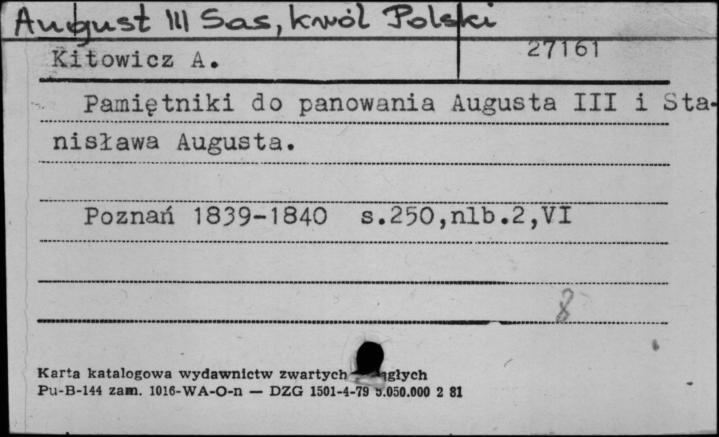 August III Sas, król Polski
Kitowicz A.
27161
Pamiętniki do panowania Augusta III i Sta-
nisława Augusta.
Poznań 1839-1840 s.250,nlb.2,VI
8
Karta katalogowa wydawnictw zwartych
Pu-B-144 zam. 1016-WA-O-n — DZG 1501-4-79 5.050.000 2 81